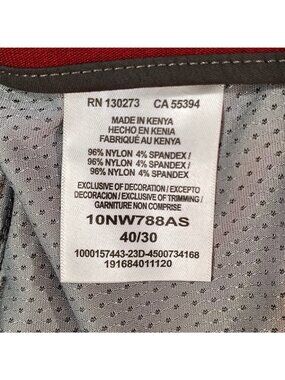 RN 130273 CA 55394
MADE IN KENYA
HECHO EN KENIA
FABRIQUÉ AU KENYA
96% NYLON 4% SPANDEX /
96% NYLON 4% SPANDEX /
96% NYLON 4% SPANDEX
EXCLUSIVE OF DECORATION / EXCEPTO
DECORACION / EXCLUSIVE OF TRIMMING /
GARNITURE NON COMPRISE
10NW788AS
40/30
1000157443-23D-4500734168
191684011120